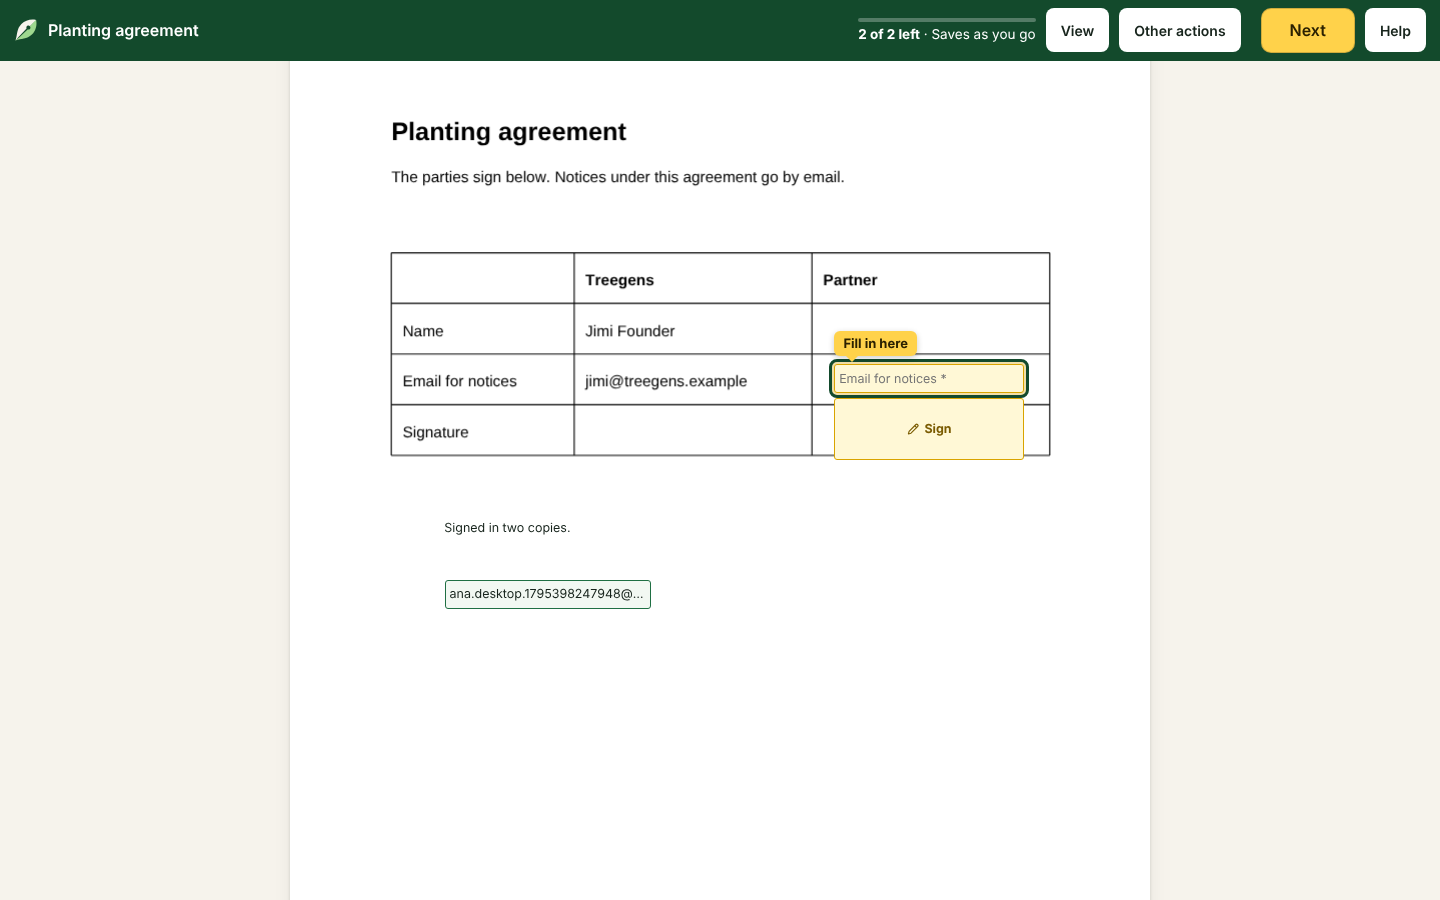 Planting agreement
2 of 2 left · Saves as you go
View
Other actions
Next
Help
Planting agreement
The parties sign below. Notices under this agreement go by email.
Treegens
Partner
Name
Jimi Founder
Fill in here
Email for notices
jimi@treegens.example
Email for notices *
Signature
Sign
Signed in two copies.
ana.desktop.1795398247948@...